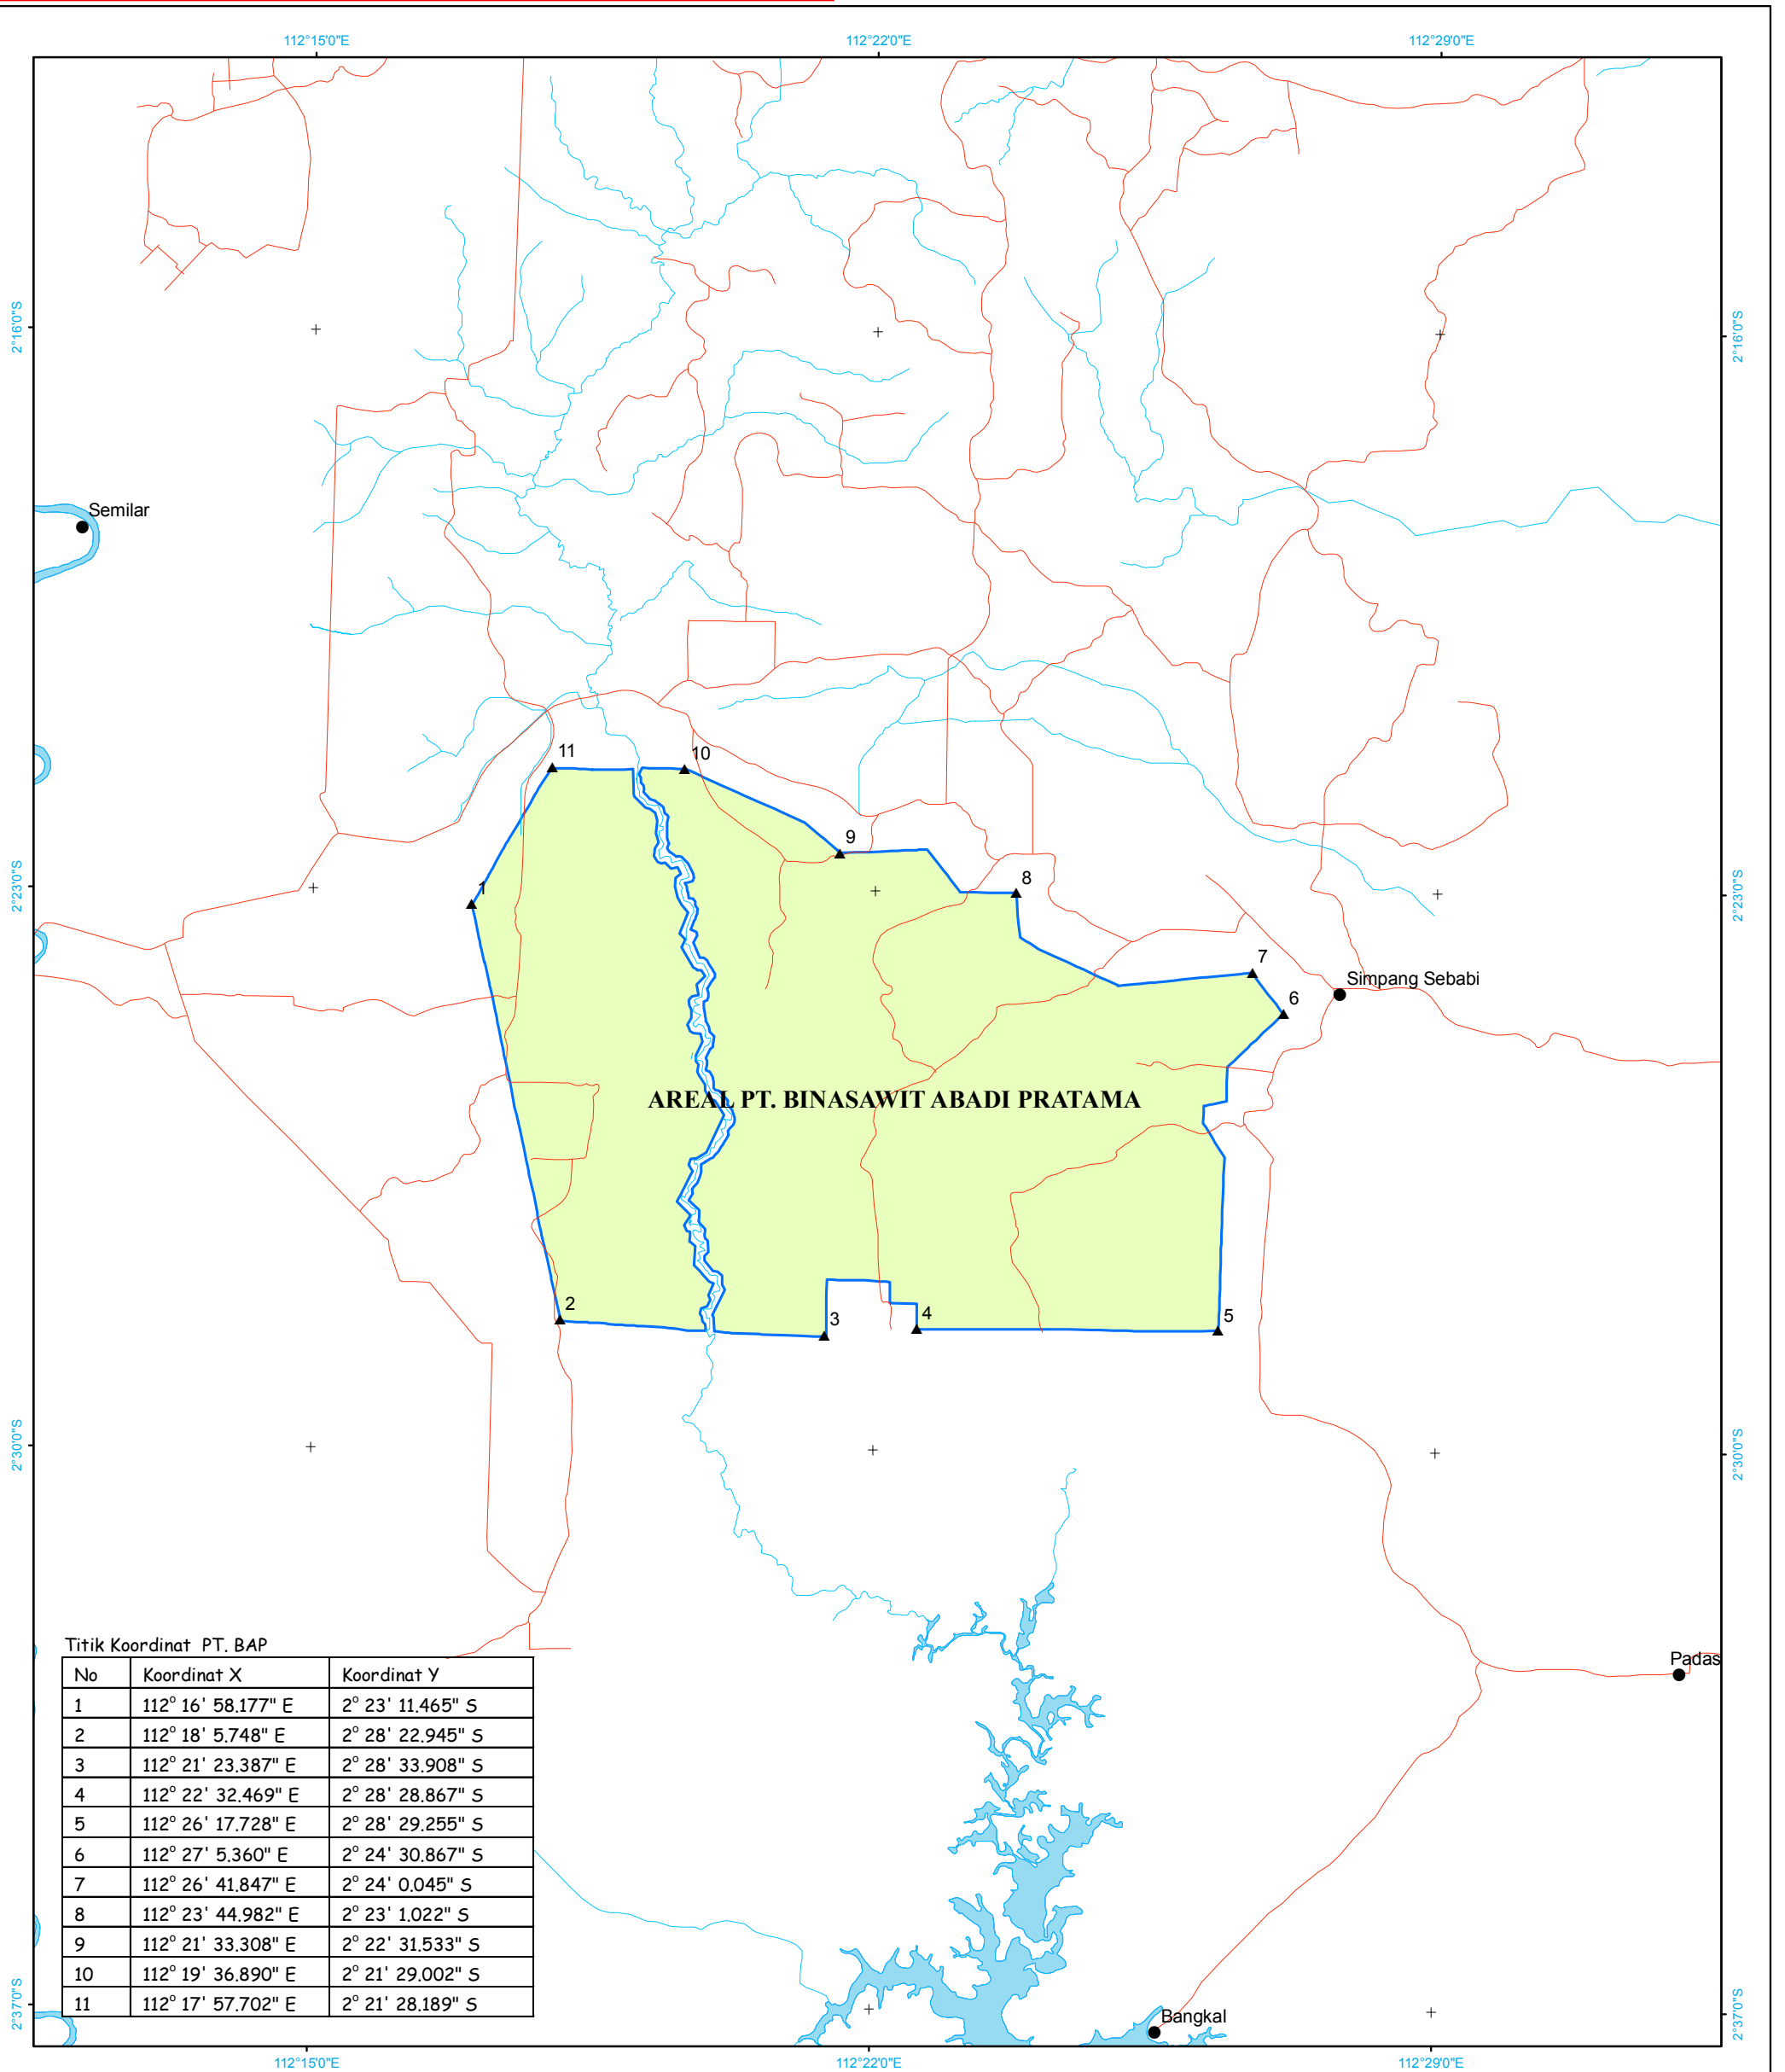 112°15'0"E 112°22'0"E 112°29'0"E
2°16'0"S 2°16'0"S
Semilar
11 10
9
2°23'0"S 1 8 2°23'0"S
7
Simpang Sebabi
6
AREAL PT. BINASAWIT ABADI PRATAMA
2 3 4 5
2°30'0"S 2°30'0"S
Padas
Titik Koordinat PT. BAP
No Koordinat X Koordinat Y
1 112° 16' 58.177" E 2° 23' 11.465" S
2 112° 18' 5.748" E 2° 28' 22.945" S
3 112° 21' 23.387" E 2° 28' 33.908" S
4 112° 22' 32.469" E 2° 28' 28.867" S
5 112° 26' 17.728" E 2° 28' 29.255" S
6 112° 27' 5.360" E 2° 24' 30.867" S
7 112° 26' 41.847" E 2° 24' 0.045" S
8 112° 23' 44.982" E 2° 23' 1.022" S
9 112° 21' 33.308" E 2° 22' 31.533" S
10 112° 19' 36.890" E 2° 21' 29.002" S
11 112° 17' 57.702" E 2° 21' 28.189" S
2°37'0"S 2°37'0"S
Bangkal
112°15'0"E 112°22'0"E 112°29'0"E